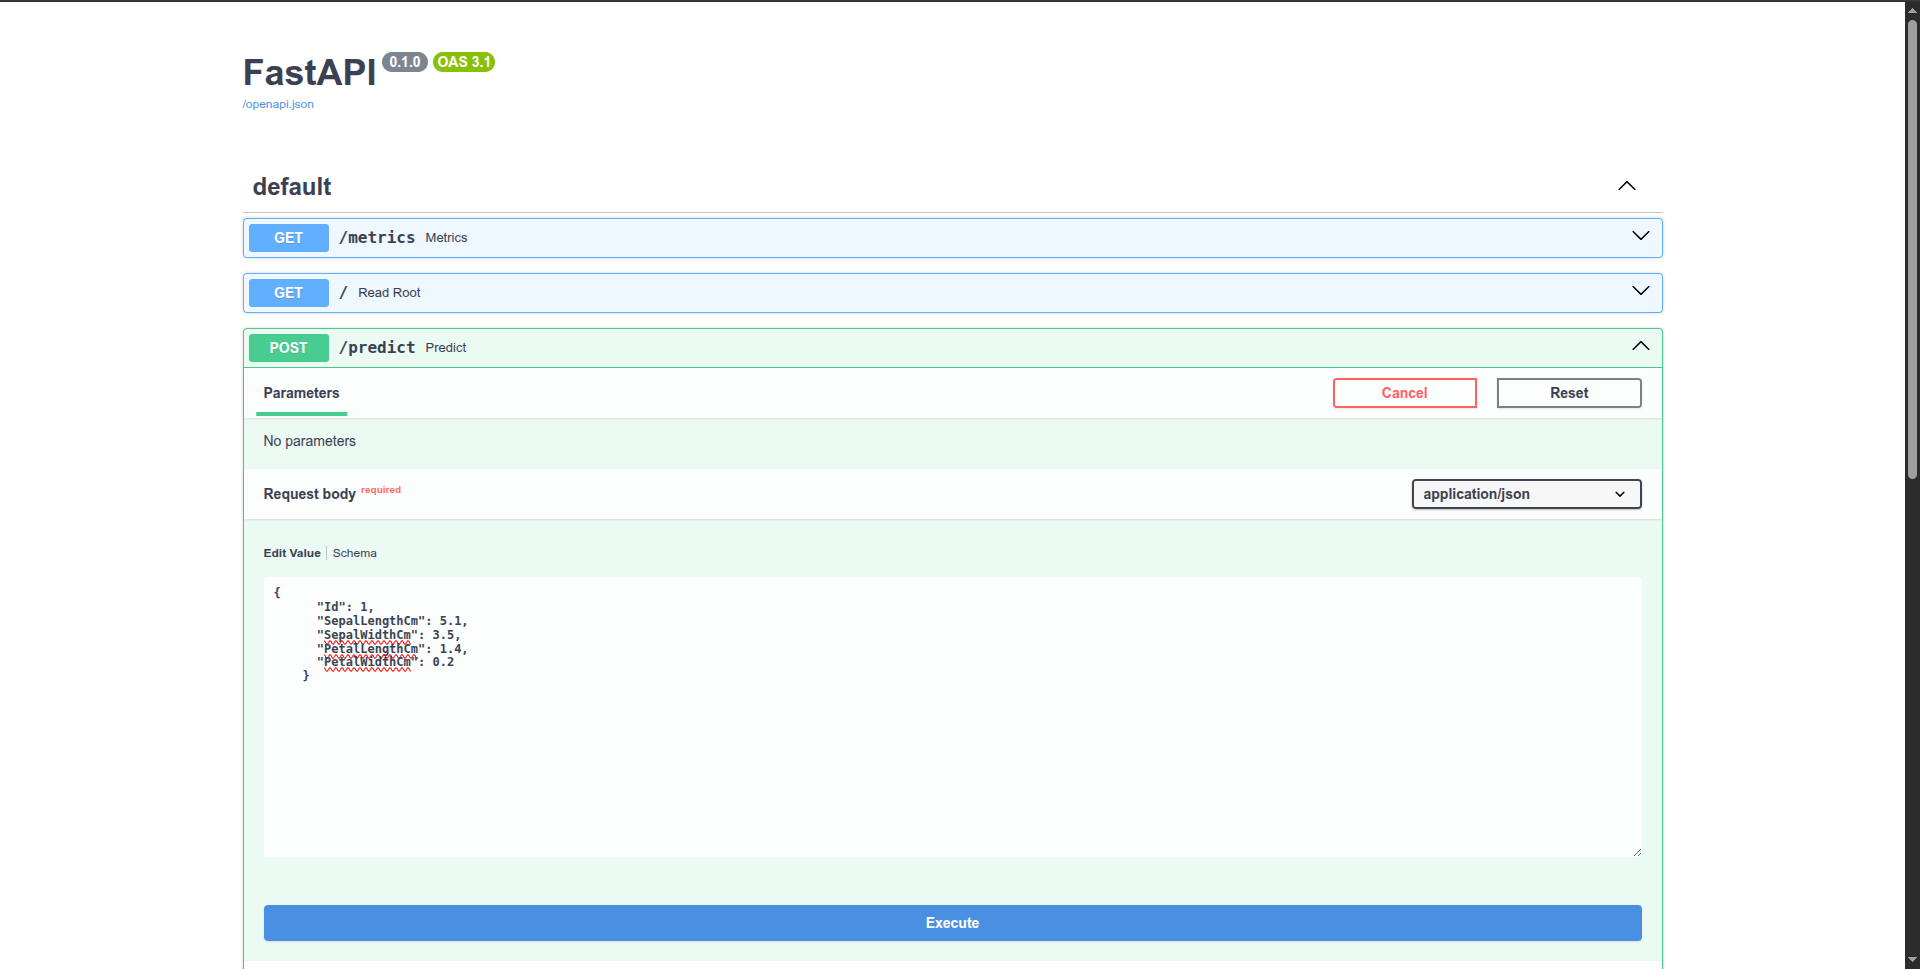 FastAPI 0.1.0 OAS 3.1
/openapi.json
default
GET /metrics Metrics
GET / Read Root
POST /predict Predict
Parameters
Cancel
Reset
No parameters
Request body required
application/json
Edit Value | Schema
{
      "Id": 1,
      "SepalLengthCm": 5.1,
      "SepalWidthCm": 3.5,
      "PetalLengthCm": 1.4,
      "PetalWidthCm": 0.2
    }
Execute